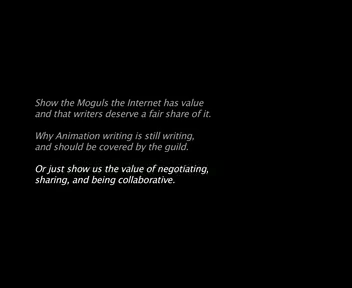 Show the Moguls the Internet has value
and that writers deserve a fair share of it.
Why Animation writing is still writing,
and should be covered by the guild.
Or just show us the value of negotiating,
sharing, and being collaborative.